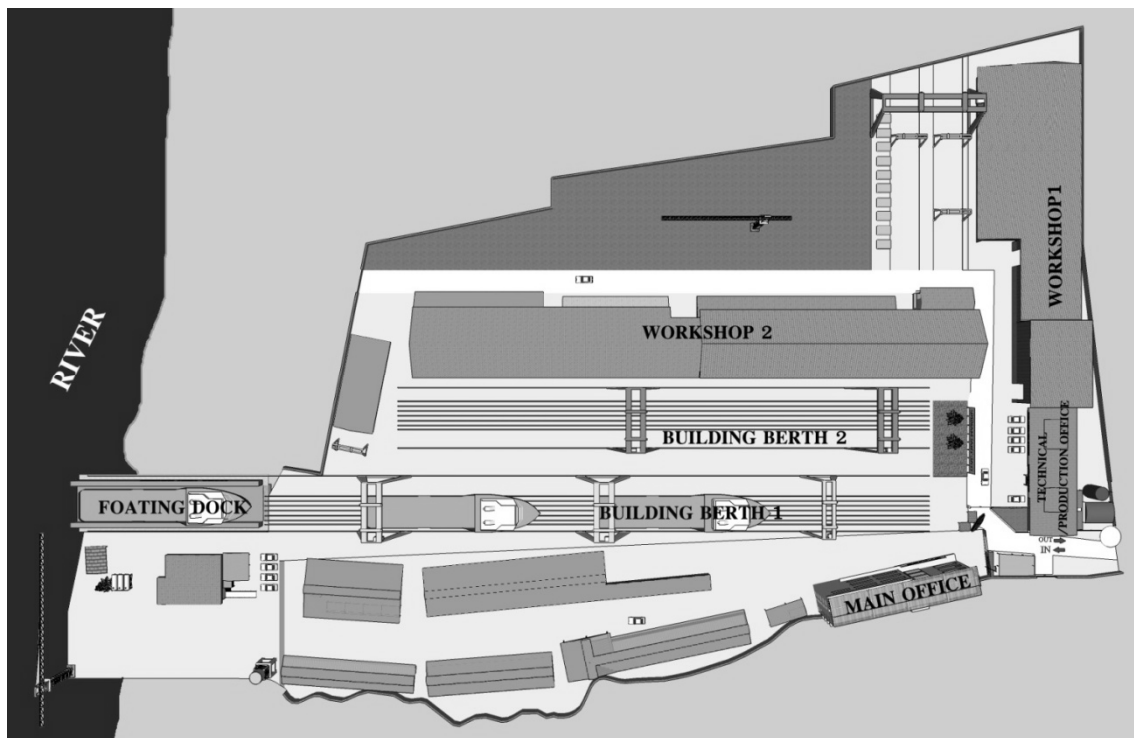 WORKSHOP1
WORKSHOP 2
RIVER
BUILDING BERTH 2
TECHNICAL
/PRODUCTION OFFICE
FOATING DOCK
BUILDING BERTH 1
OUT
IN
MAIN OFFICE